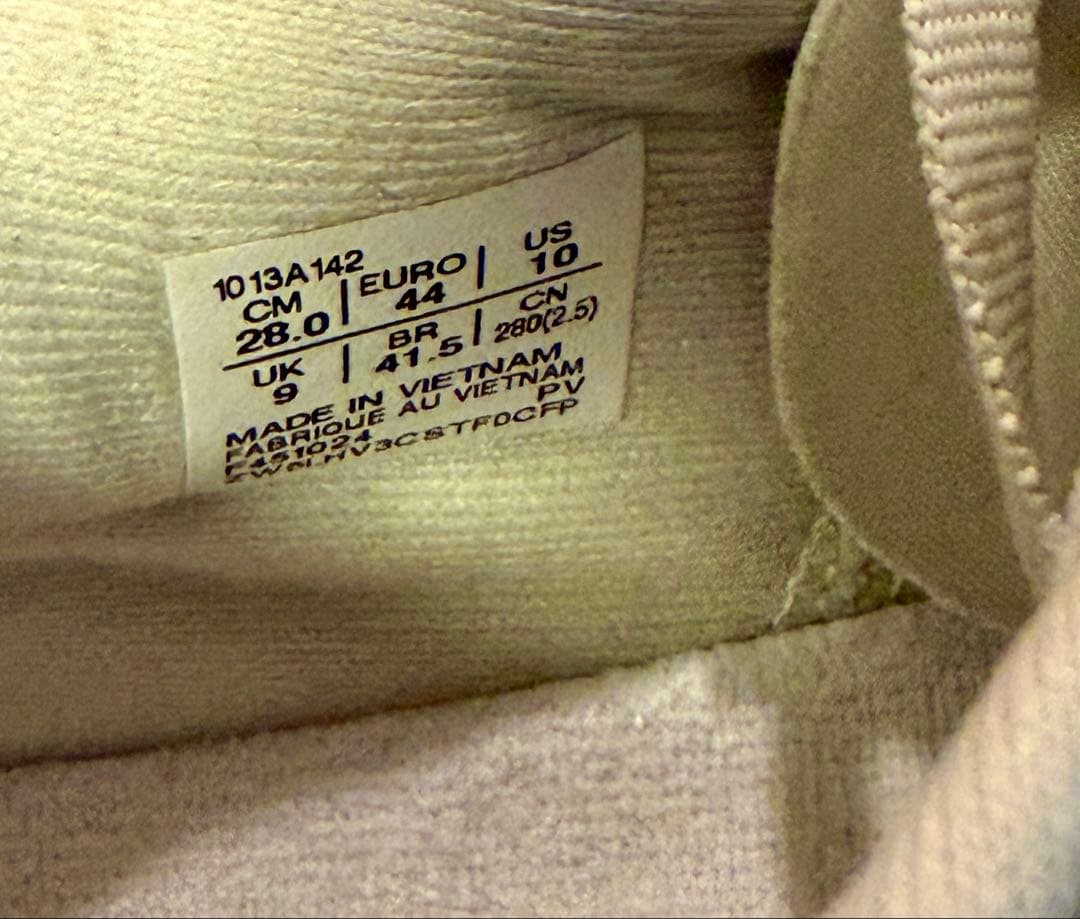 1013A142
CM | EURO | US
28.0 44 10
UK | BR | CN
9 41.5 280(2.5)
MADE IN VIETNAM
FABRIQUE AU VIETNAM
PV